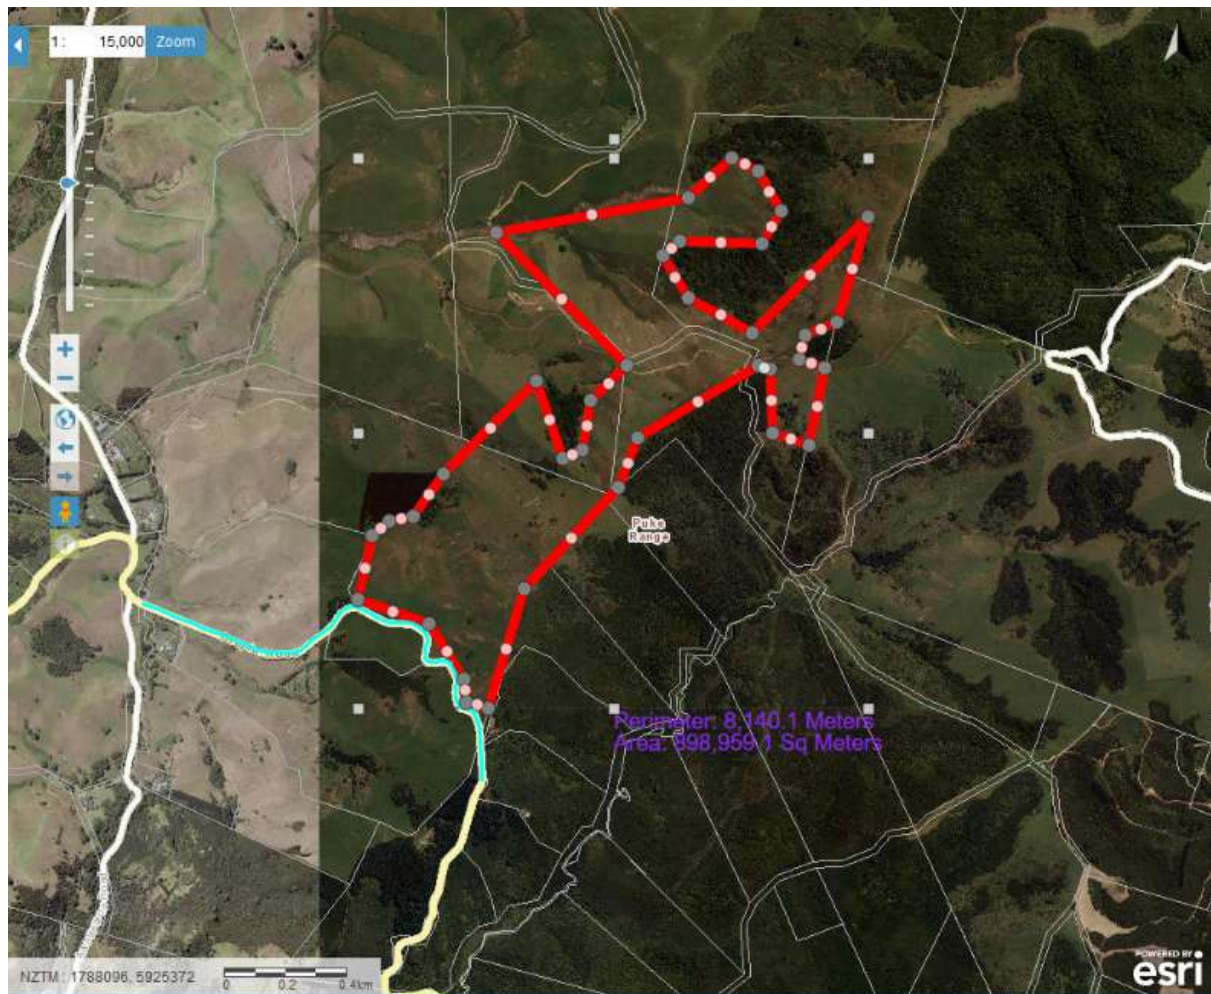 1 : 15,000 Zoom
Puke
Range
Perimeter: 8,140.1 Meters
Area: 898,959.1 Sq Meters
NZTM: 1788096, 5925372
0 0.2 0.4km
POWERED BY
esri